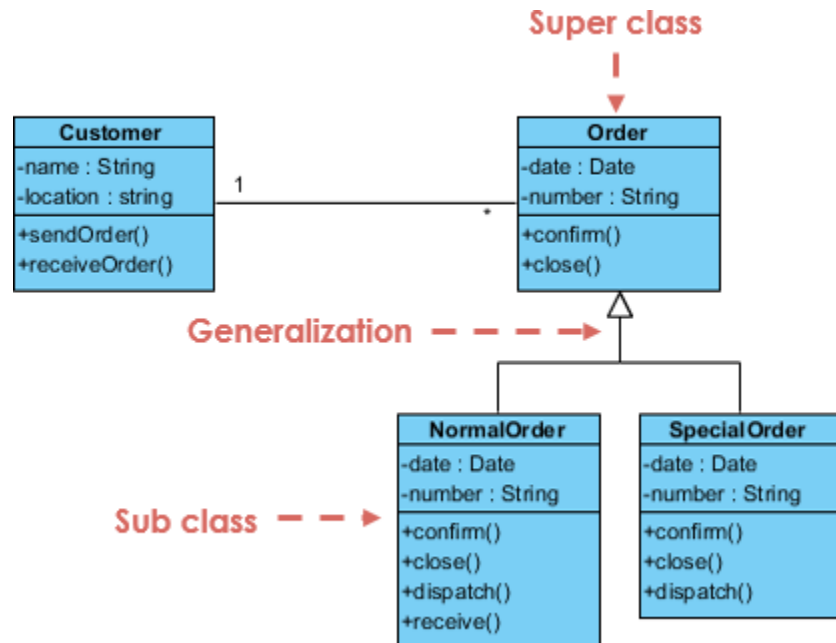 Super class
Customer
-name : String
-location : string
+sendOrder()
+receiveOrder()
1
*
Order
-date : Date
-number : String
+confirm()
+close()
Generalization
NormalOrder
-date : Date
-number : String
+confirm()
+close()
+dispatch()
+receive()
SpecialOrder
-date : Date
-number : String
+confirm()
+close()
+dispatch()
Sub class